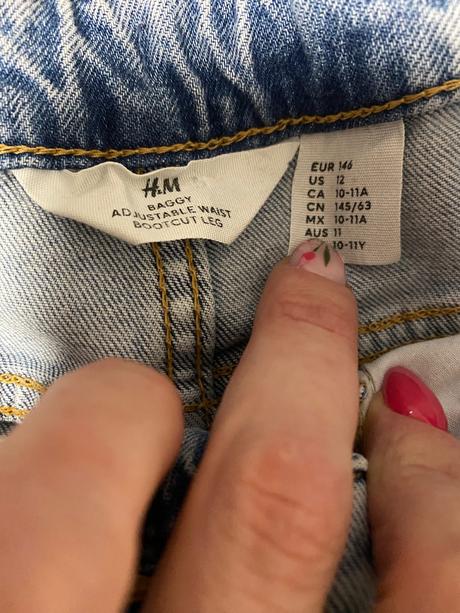 H&M
BAGGY
ADJUSTABLE WAIST
BOOTCUT LEG
EUR 146
US 12
CA 10-11A
CN 145/63
MX 10-11A
AUS 11
10-11Y